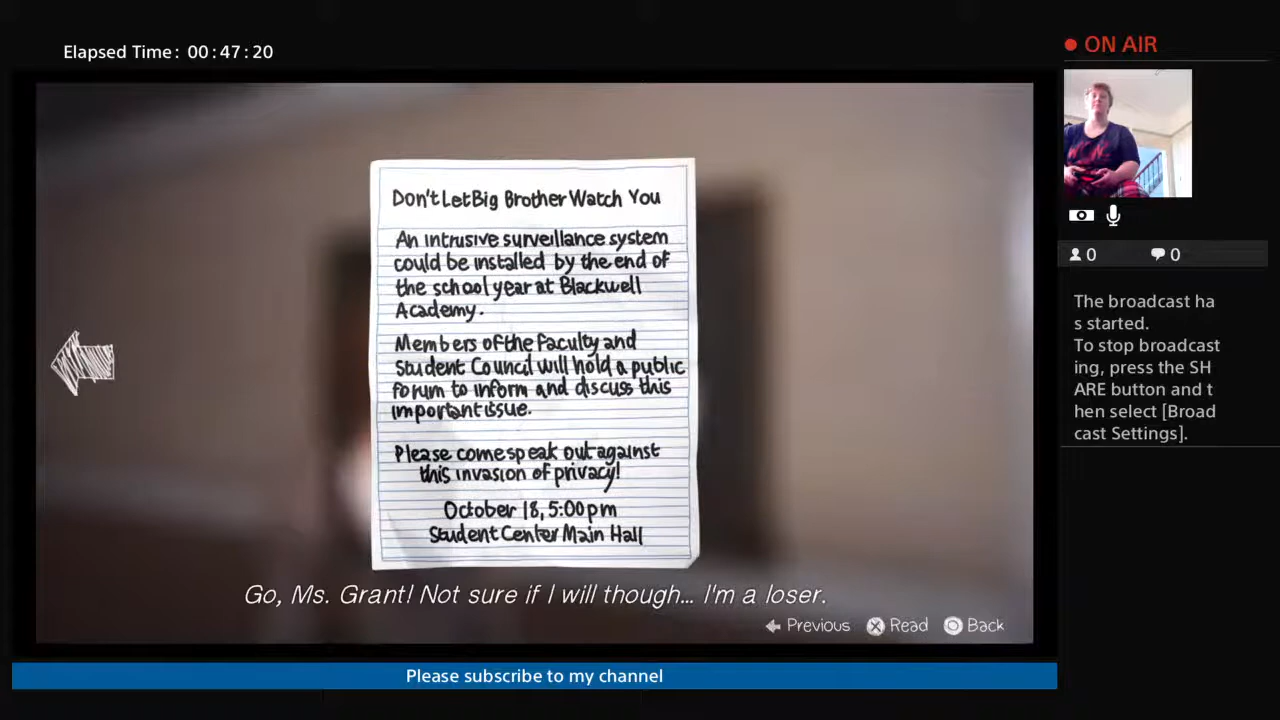 Elapsed Time: 00:47:20
ON AIR
Don't Let Big Brother Watch You
An intrusive surveillance system
could be installed by the end of
the school year at Blackwell
Academy.
Members of the faculty and
Student Council will hold a public
forum to inform and discuss this
important issue.
Please come speak out against
this invasion of privacy!
October 18, 5:00pm
Student Center Main Hall
Go, Ms. Grant! Not sure if I will though... I'm a loser.
Previous X Read Back
0 0
The broadcast ha
s started.
To stop broadcast
ing, press the SH
ARE button and t
hen select [Broad
cast Settings].
Please subscribe to my channel